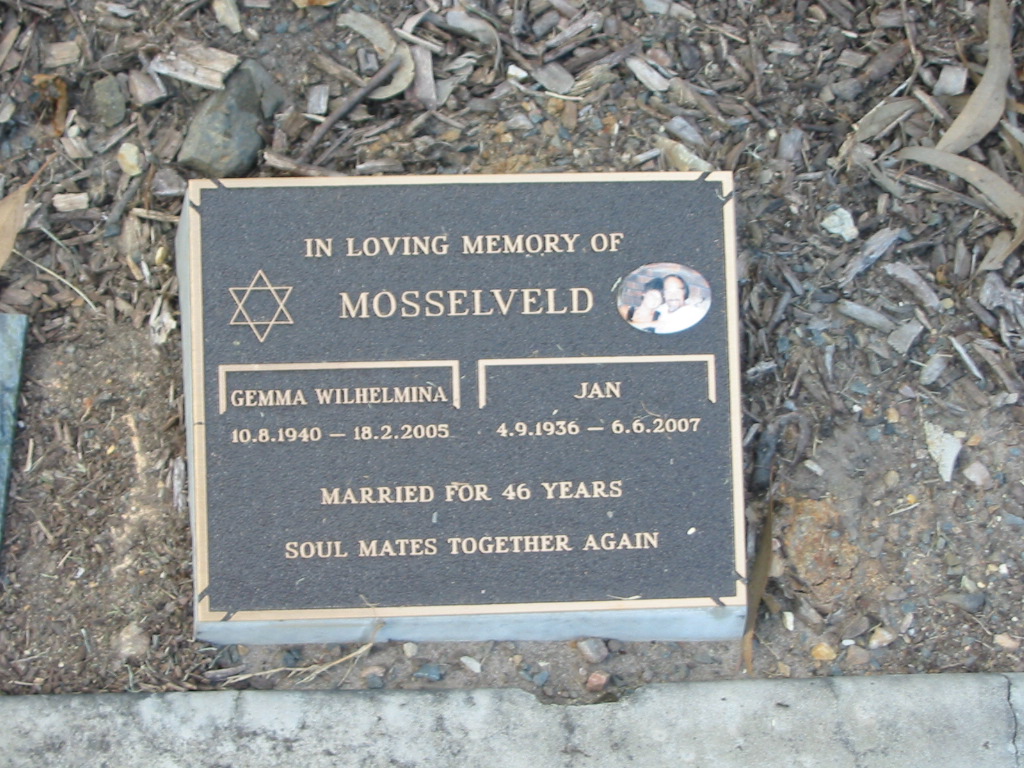 IN LOVING MEMORY OF
MOSSELVELD
GEMMA WILHELMINA
10.8.1940 – 18.2.2005
JAN
4.9.1936 – 6.6.2007
MARRIED FOR 46 YEARS
SOUL MATES TOGETHER AGAIN